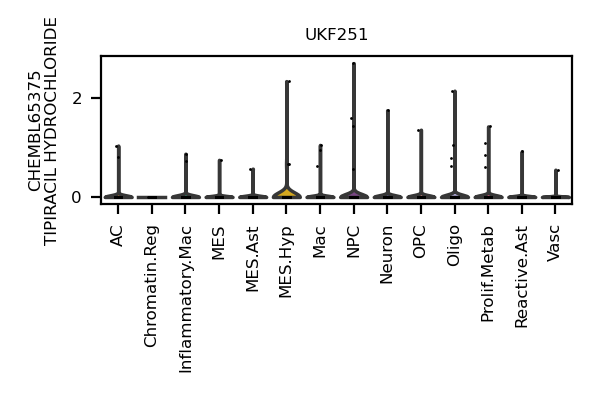 UKF251
CHEMBL65375
TIPIRACIL HYDROCHLORIDE
2
0
AC
Chromatin.Reg
Inflammatory.Mac
MES
MES.Ast
MES.Hyp
Mac
NPC
Neuron
OPC
Oligo
Prolif.Metab
Reactive.Ast
Vasc